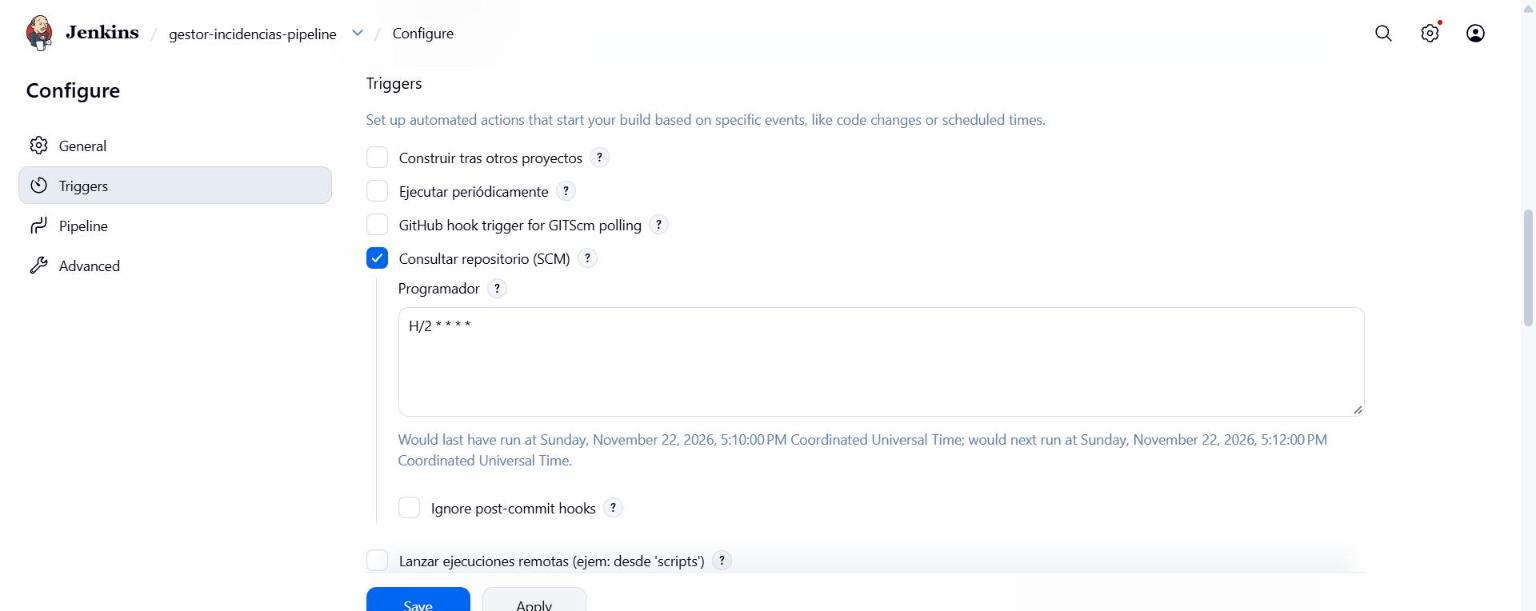 Jenkins / gestor-incidencias-pipeline / Configure
Configure
General
Triggers
Pipeline
Advanced
Triggers
Set up automated actions that start your build based on specific events, like code changes or scheduled times.
Construir tras otros proyectos ?
Ejecutar periódicamente ?
GitHub hook trigger for GITScm polling ?
Consultar repositorio (SCM) ?
Programador ?
H/2 * * * *
Would last have run at Sunday, November 22, 2026, 5:10:00 PM Coordinated Universal Time; would next run at Sunday, November 22, 2026, 5:12:00 PM
Coordinated Universal Time.
Ignore post-commit hooks ?
Lanzar ejecuciones remotas (ejem: desde 'scripts') ?
Save Apply